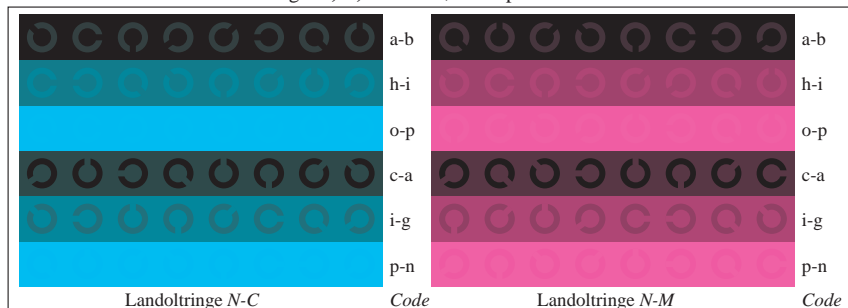 a-b a-b
h-i h-i
o-p o-p
c-a c-a
i-g i-g
p-n p-n
Landoltringe N-C Code Landoltringe N-M Code